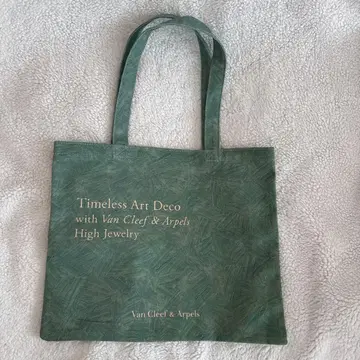 Timeless Art Deco
with Van Cleef & Arpels
High Jewelry
Van Cleef & Arpels